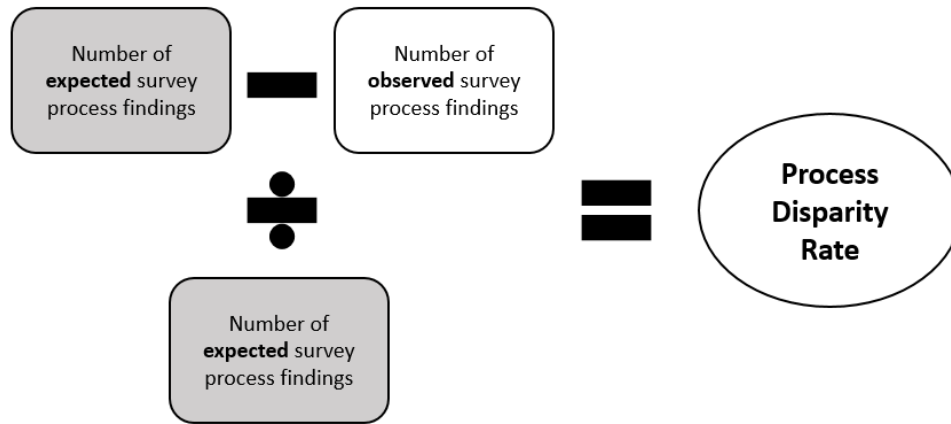 Number of
expected survey
process findings
Number of
observed survey
process findings
Process
Disparity
Rate
Number of
expected survey
process findings